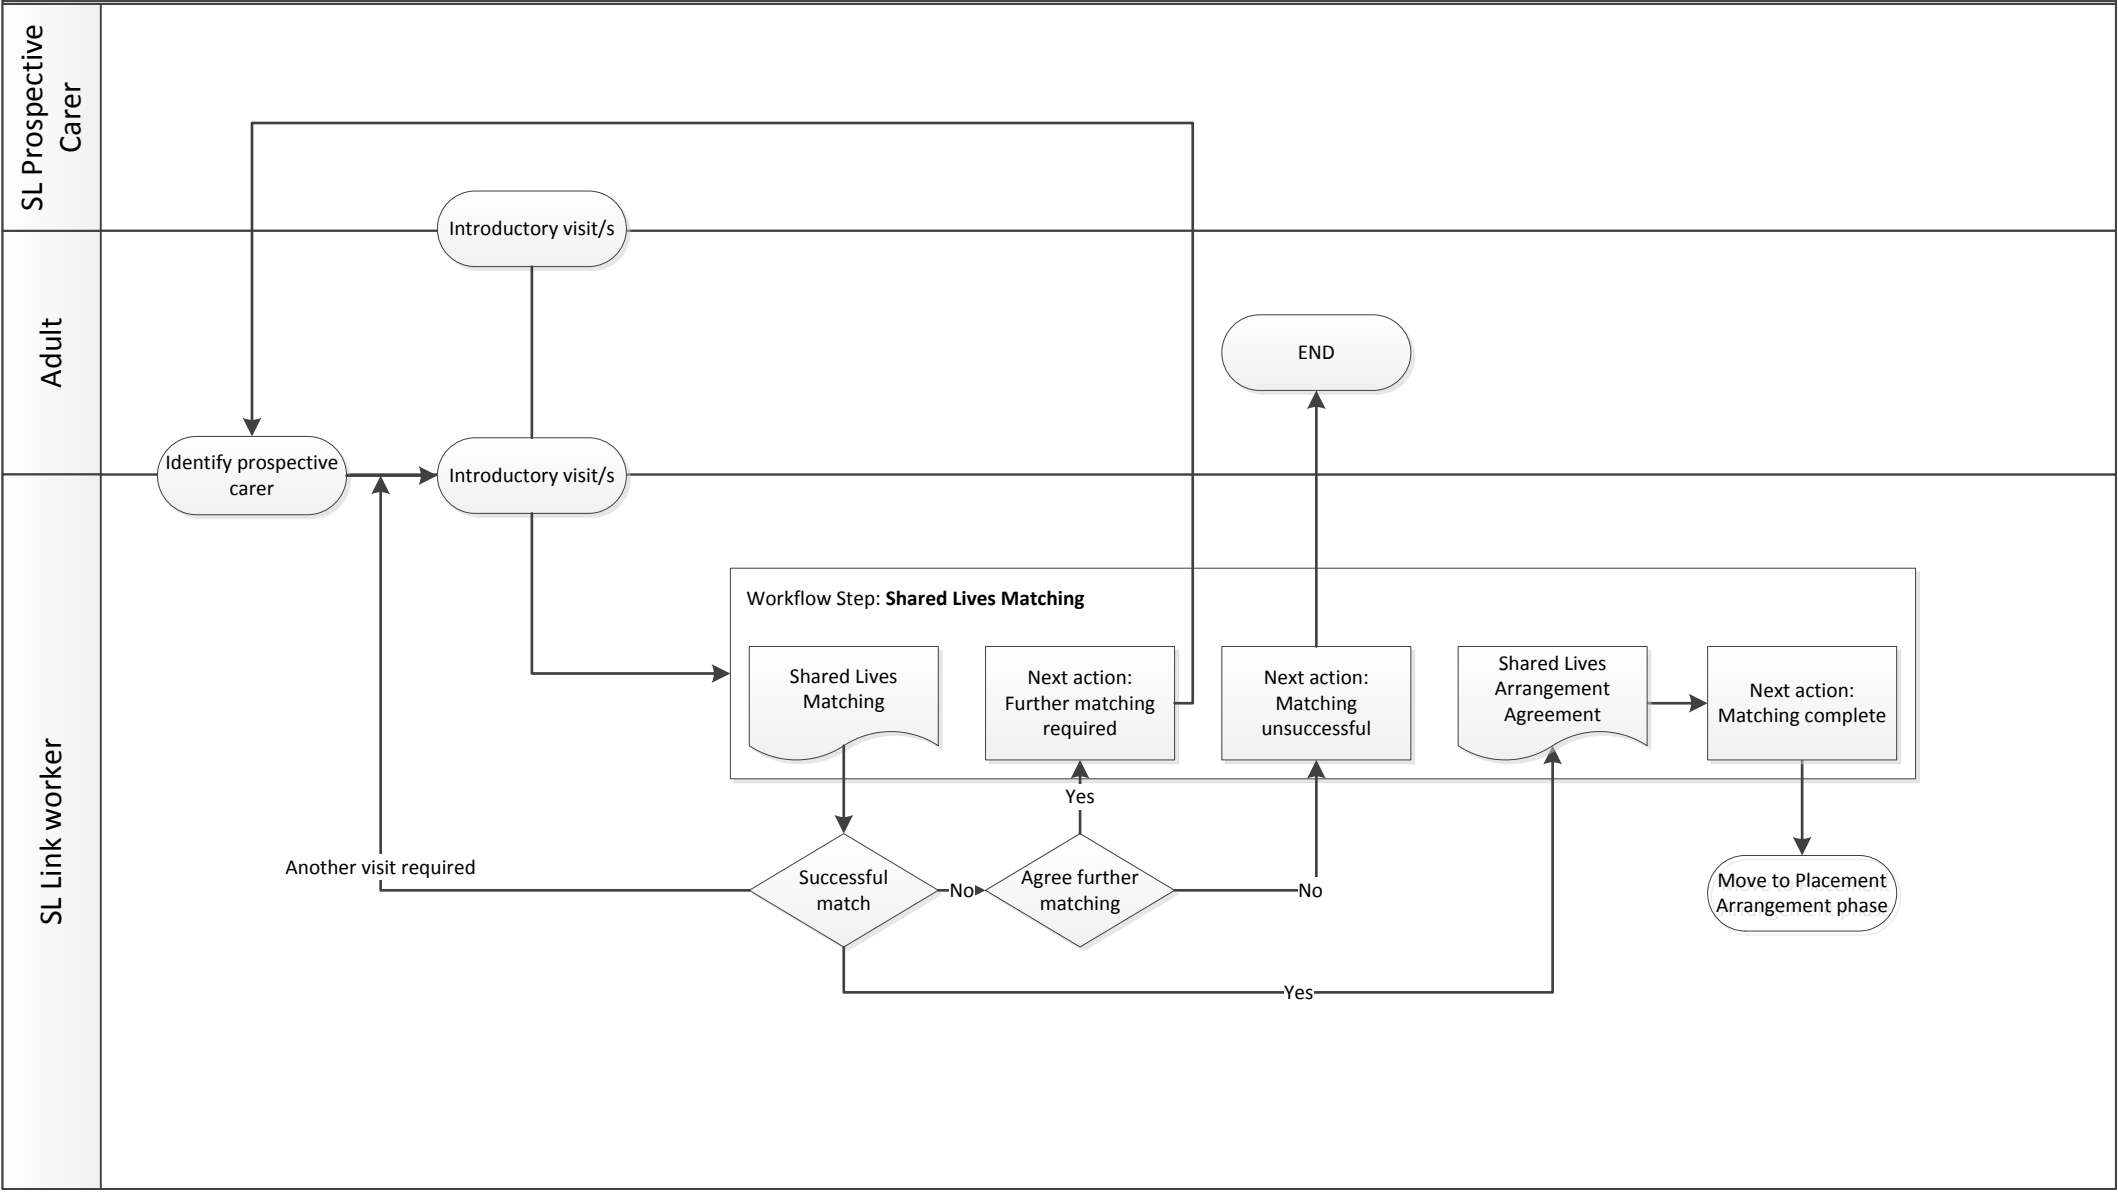 SL Prospective
Carer
Introductory visit/s
Adult
END
Identify prospective
carer
Introductory visit/s
SL Link worker
Workflow Step: Shared Lives Matching
Shared Lives
Matching
Next action:
Further matching
required
Next action:
Matching
unsuccessful
Shared Lives
Arrangement
Agreement
Next action:
Matching complete
Yes
Another visit required
Successful
match
No
Agree further
matching
No
Move to Placement
Arrangement phase
Yes